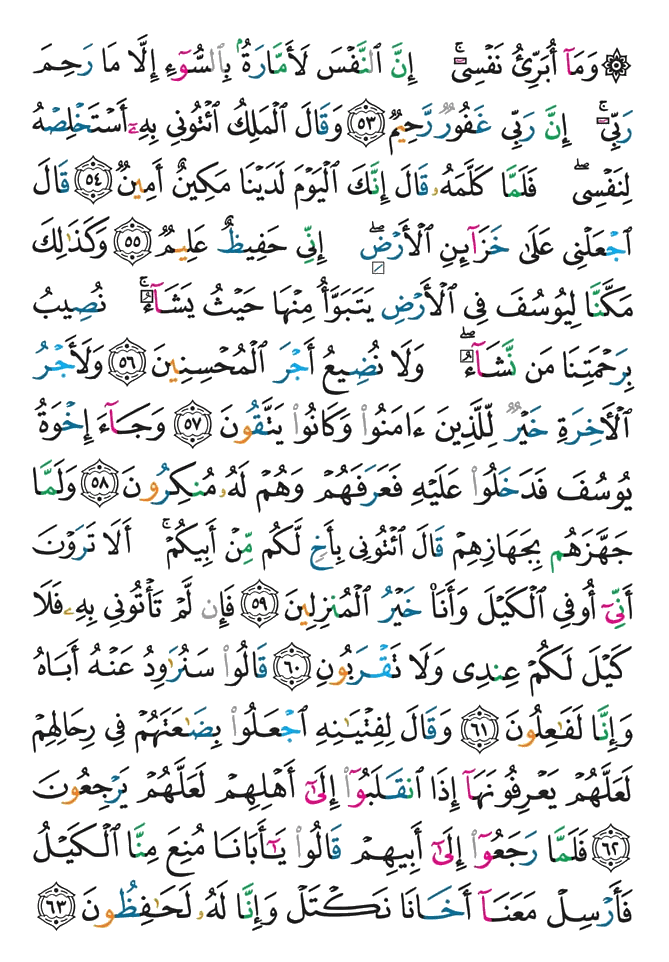 ۞ وَمَآ أُبَرِّئُ نَفْسِىٓ ۚ إِنَّ ٱلنَّفْسَ لَأَمَّارَةٌۢ بِٱلسُّوٓءِ إِلَّا مَا رَحِمَ
رَبِّىٓ ۚ إِنَّ رَبِّى غَفُورٌ رَّحِيمٌ ٥٣ وَقَالَ ٱلْمَلِكُ ٱئْتُونِى بِهِۦٓ أَسْتَخْلِصْهُ
لِنَفْسِى ۖ فَلَمَّا كَلَّمَهُۥ قَالَ إِنَّكَ ٱلْيَوْمَ لَدَيْنَا مَكِينٌ أَمِينٌ ٥٤ قَالَ
ٱجْعَلْنِى عَلَىٰ خَزَآئِنِ ٱلْأَرْضِ ۖ إِنِّى حَفِيظٌ عَلِيمٌ ٥٥ وَكَذَٰلِكَ
مَكَّنَّا لِيُوسُفَ فِى ٱلْأَرْضِ يَتَبَوَّأُ مِنْهَا حَيْثُ يَشَآءُ ۚ نُصِيبُ
بِرَحْمَتِنَا مَن نَّشَآءُ ۖ وَلَا نُضِيعُ أَجْرَ ٱلْمُحْسِنِينَ ٥٦ وَلَأَجْرُ
ٱلْأَخِرَةِ خَيْرٌ لِّلَّذِينَ ءَامَنُوا۟ وَكَانُوا۟ يَتَّقُونَ ٥٧ وَجَآءَ إِخْوَةُ
يُوسُفَ فَدَخَلُوا۟ عَلَيْهِ فَعَرَفَهُمْ وَهُمْ لَهُۥ مُنكِرُونَ ٥٨ وَلَمَّا
جَهَّزَهُم بِجَهَازِهِمْ قَالَ ٱئْتُونِى بِأَخٍ لَّكُم مِّنْ أَبِيكُمْ ۚ أَلَا تَرَوْنَ
أَنِّىٓ أُوفِى ٱلْكَيْلَ وَأَنَا۠ خَيْرُ ٱلْمُنزِلِينَ ٥٩ فَإِن لَّمْ تَأْتُونِى بِهِۦ فَلَا
كَيْلَ لَكُمْ عِندِى وَلَا تَقْرَبُونِ ٦٠ قَالُوا۟ سَنُرَٰوِدُ عَنْهُ أَبَاهُ
وَإِنَّا لَفَٰعِلُونَ ٦١ وَقَالَ لِفِتْيَٰنِهِ ٱجْعَلُوا۟ بِضَٰعَتَهُمْ فِى رِحَالِهِمْ
لَعَلَّهُمْ يَعْرِفُونَهَآ إِذَا ٱنقَلَبُوٓا۟ إِلَىٰٓ أَهْلِهِمْ لَعَلَّهُمْ يَرْجِعُونَ
٦٢ فَلَمَّا رَجَعُوٓا۟ إِلَىٰٓ أَبِيهِمْ قَالُوا۟ يَٰٓأَبَانَا مُنِعَ مِنَّا ٱلْكَيْلُ
فَأَرْسِلْ مَعَنَآ أَخَانَا نَكْتَلْ وَإِنَّا لَهُۥ لَحَٰفِظُونَ ٦٣